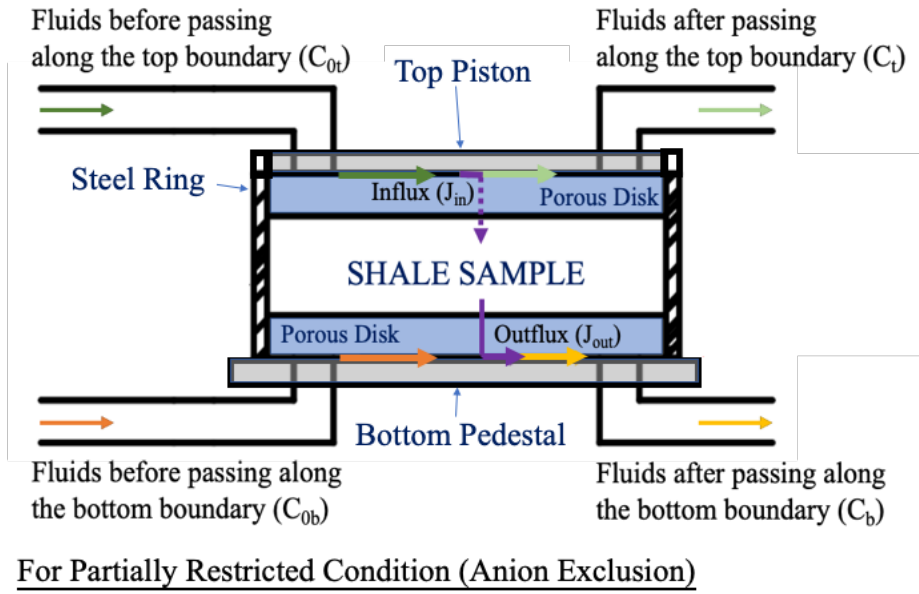 Fluids before passing
along the top boundary (C₀ₜ)
Fluids after passing
along the top boundary (Cₜ)
Top Piston
Steel Ring
Influx (Jᵢₙ)
Porous Disk
SHALE SAMPLE
Porous Disk
Outflux (Jₒᵤₜ)
Bottom Pedestal
Fluids before passing along
the bottom boundary (C₀b)
Fluids after passing along
the bottom boundary (Cb)
For Partially Restricted Condition (Anion Exclusion)